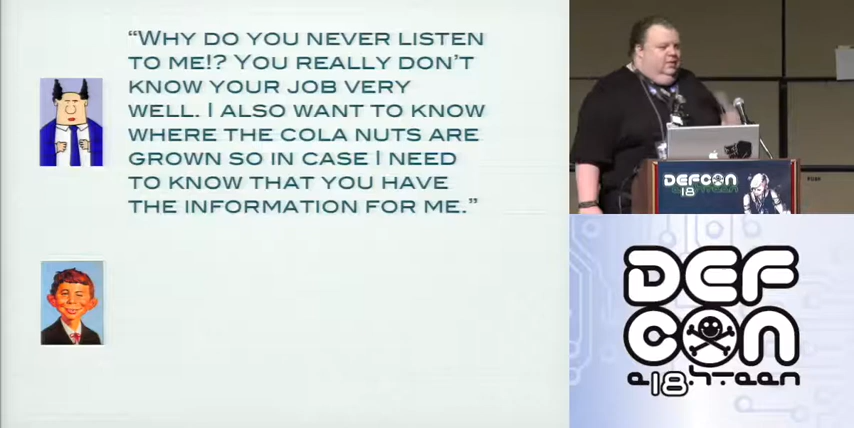 “WHY DO YOU NEVER LISTEN
TO ME!? YOU REALLY DON’T
KNOW YOUR JOB VERY
WELL. I ALSO WANT TO KNOW
WHERE THE COLA NUTS ARE
GROWN SO IN CASE I NEED
TO KNOW THAT YOU HAVE
THE INFORMATION FOR ME.”
DEFCON
18
DEF
CON
e18hteen